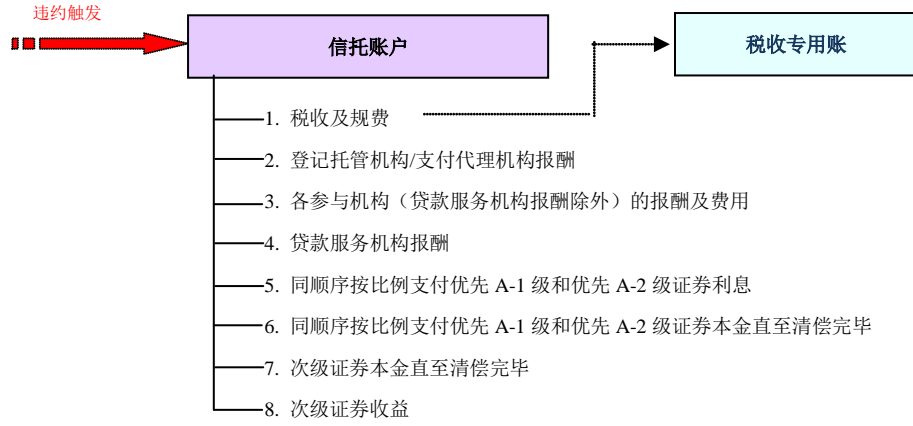 违约触发
信托账户
税收专用账
1. 税收及规费
2. 登记托管机构/支付代理机构报酬
3. 各参与机构（贷款服务机构报酬除外）的报酬及费用
4. 贷款服务机构报酬
5. 同顺序按比例支付优先 A-1 级和优先 A-2 级证券利息
6. 同顺序按比例支付优先 A-1 级和优先 A-2 级证券本金直至清偿完毕
7. 次级证券本金直至清偿完毕
8. 次级证券收益